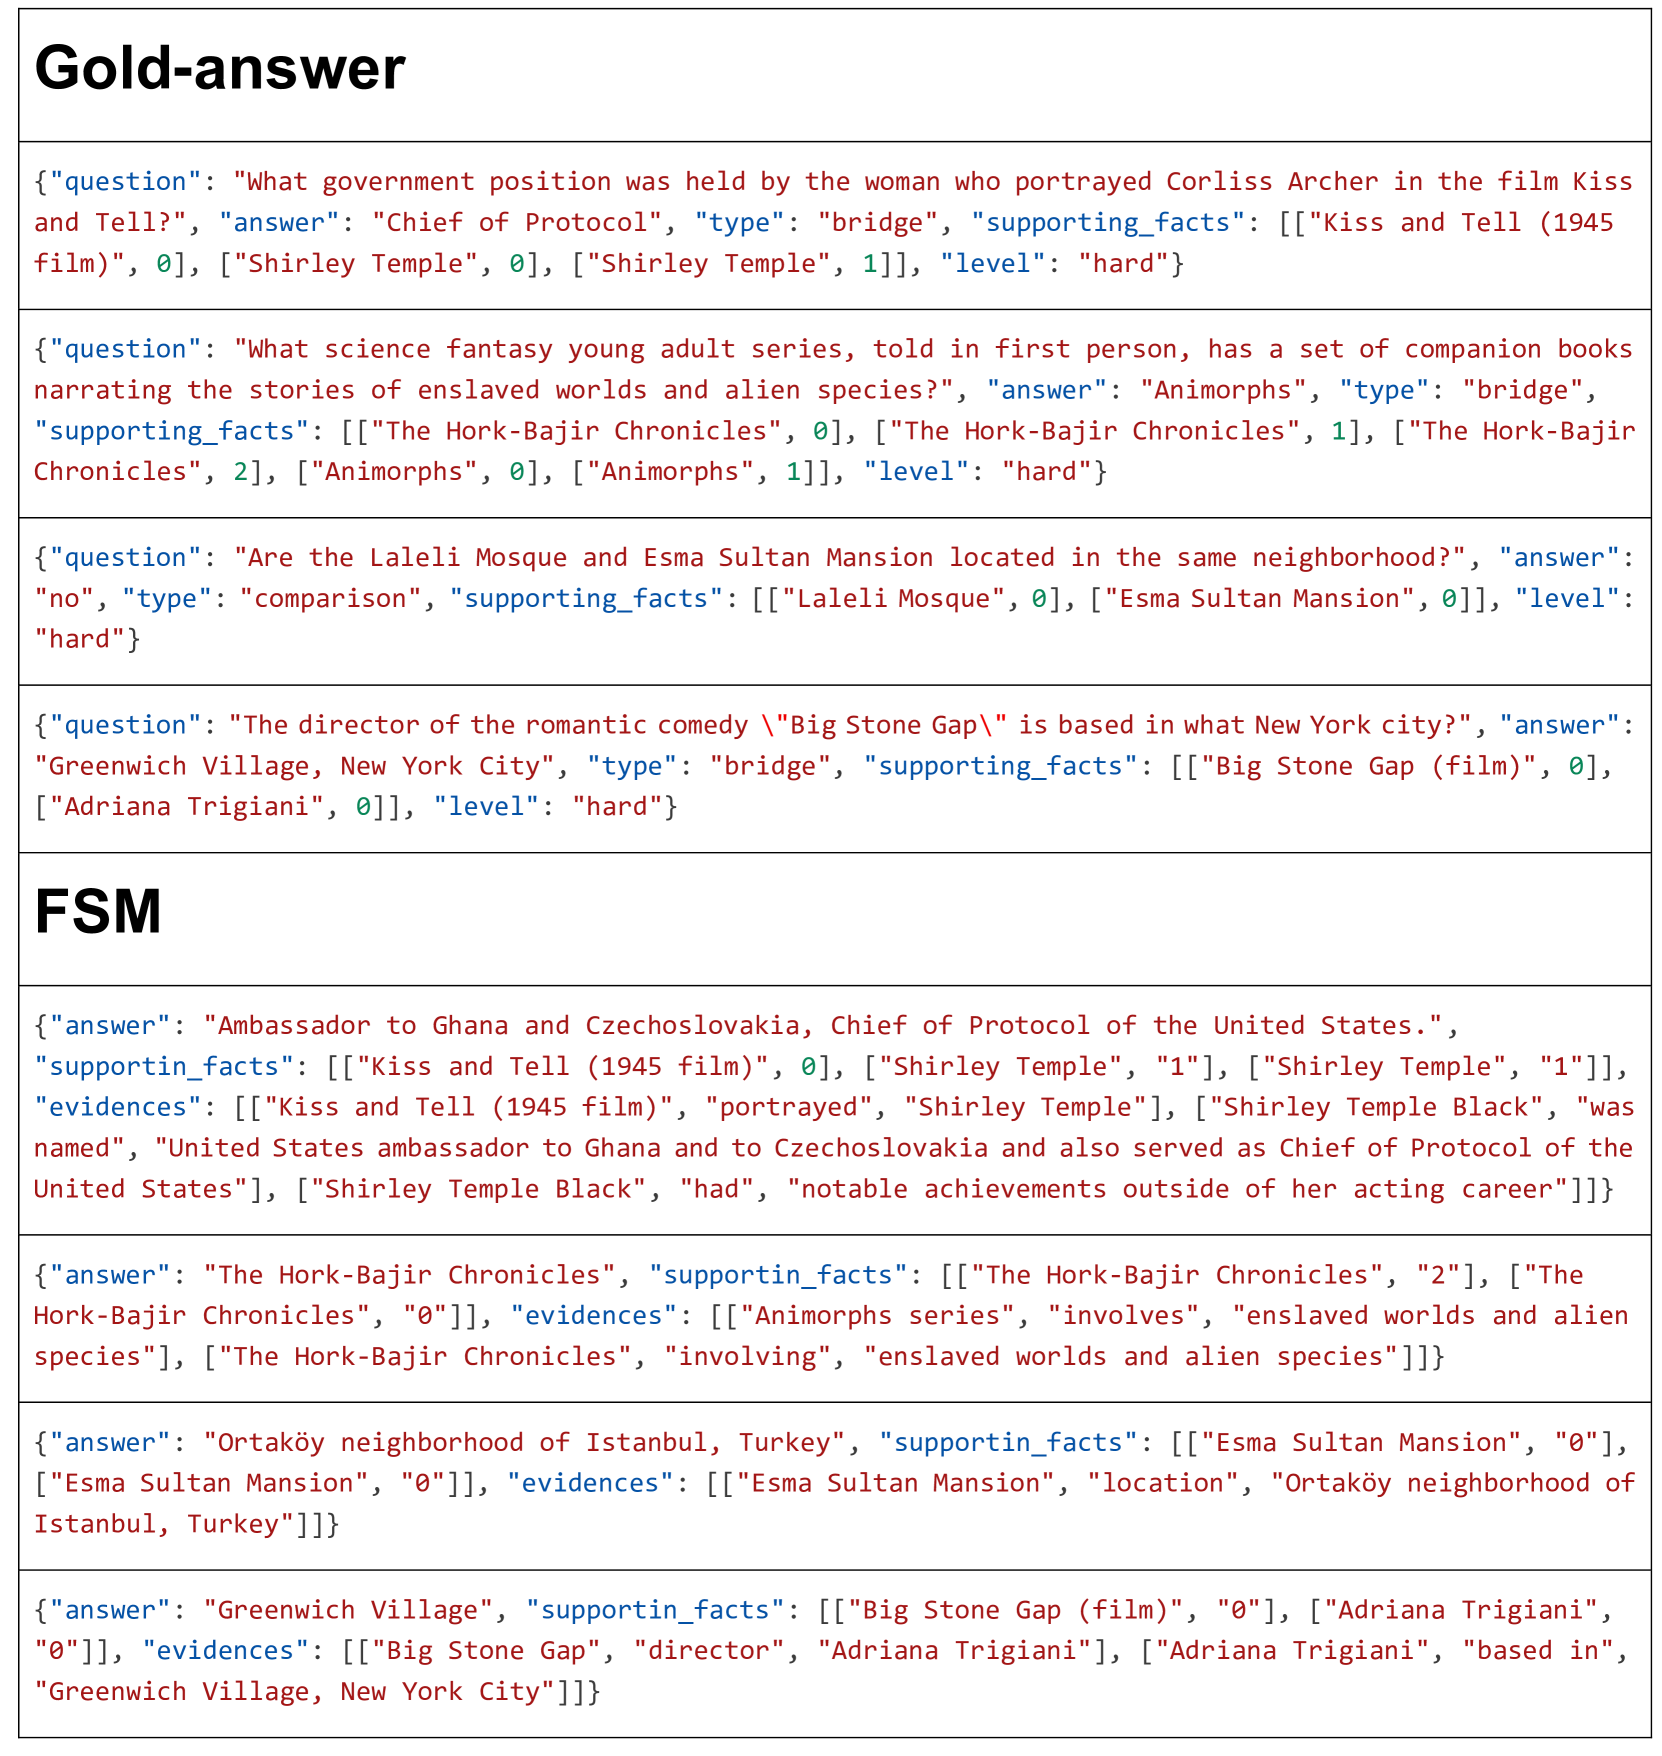 Gold-answer
{"question": "What government position was held by the woman who portrayed Corliss Archer in the film Kiss
and Tell?", "answer": "Chief of Protocol", "type": "bridge", "supporting_facts": [["Kiss and Tell (1945
film)", 0], ["Shirley Temple", 0], ["Shirley Temple", 1]], "level": "hard"}
{"question": "What science fantasy young adult series, told in first person, has a set of companion books
narrating the stories of enslaved worlds and alien species?", "answer": "Animorphs", "type": "bridge",
"supporting_facts": [["The Hork-Bajir Chronicles", 0], ["The Hork-Bajir Chronicles", 1], ["The Hork-Bajir
Chronicles", 2], ["Animorphs", 0], ["Animorphs", 1]], "level": "hard"}
{"question": "Are the Laleli Mosque and Esma Sultan Mansion located in the same neighborhood?", "answer":
"no", "type": "comparison", "supporting_facts": [["Laleli Mosque", 0], ["Esma Sultan Mansion", 0]], "level":
"hard"}
{"question": "The director of the romantic comedy \"Big Stone Gap\" is based in what New York city?", "answer":
"Greenwich Village, New York City", "type": "bridge", "supporting_facts": [["Big Stone Gap (film)", 0],
["Adriana Trigiani", 0]], "level": "hard"}
FSM
{"answer": "Ambassador to Ghana and Czechoslovakia, Chief of Protocol of the United States.",
"supportin_facts": [["Kiss and Tell (1945 film)", 0], ["Shirley Temple", "1"], ["Shirley Temple", "1"]],
"evidences": [["Kiss and Tell (1945 film)", "portrayed", "Shirley Temple"], ["Shirley Temple Black", "was
named", "United States ambassador to Ghana and to Czechoslovakia and also served as Chief of Protocol of the
United States"], ["Shirley Temple Black", "had", "notable achievements outside of her acting career"]]}
{"answer": "The Hork-Bajir Chronicles", "supportin_facts": [["The Hork-Bajir Chronicles", "2"], ["The
Hork-Bajir Chronicles", "0"]], "evidences": [["Animorphs series", "involves", "enslaved worlds and alien
species"], ["The Hork-Bajir Chronicles", "involving", "enslaved worlds and alien species"]]}
{"answer": "Ortaköy neighborhood of Istanbul, Turkey", "supportin_facts": [["Esma Sultan Mansion", "0"],
["Esma Sultan Mansion", "0"]], "evidences": [["Esma Sultan Mansion", "location", "Ortaköy neighborhood of
Istanbul, Turkey"]]}
{"answer": "Greenwich Village", "supportin_facts": [["Big Stone Gap (film)", "0"], ["Adriana Trigiani",
"0"]], "evidences": [["Big Stone Gap", "director", "Adriana Trigiani"], ["Adriana Trigiani", "based in",
"Greenwich Village, New York City"]]}